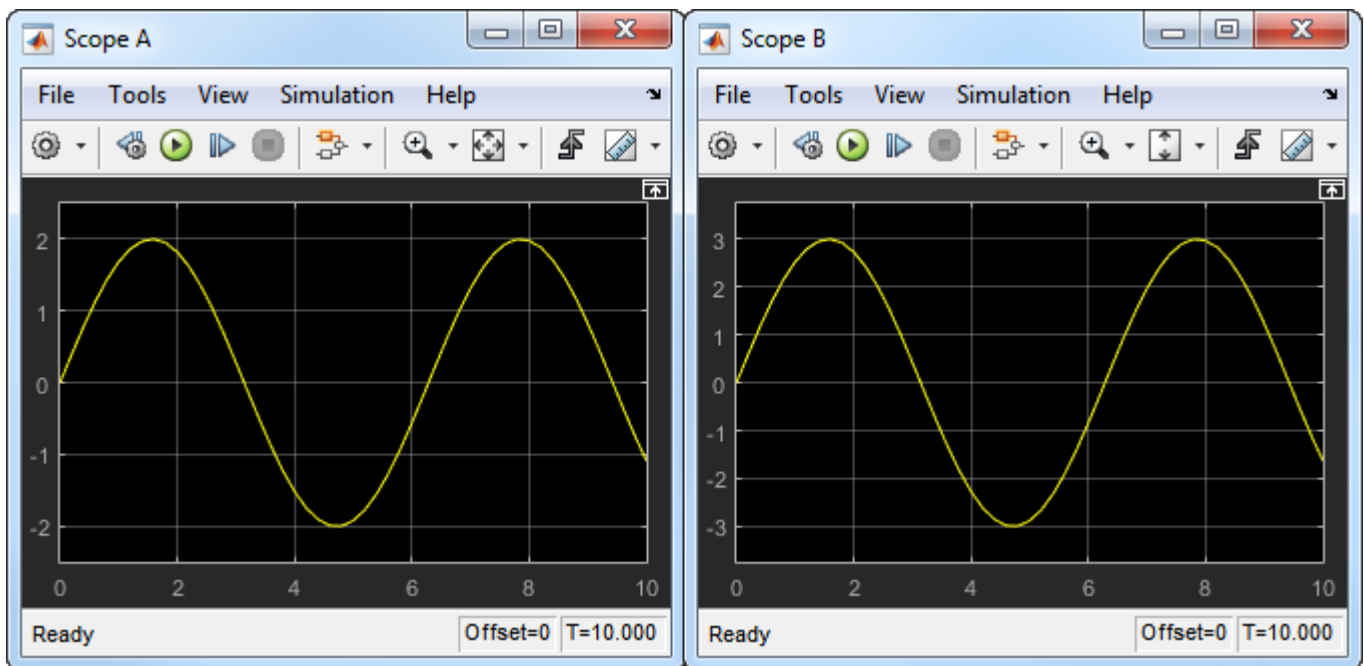 Scope A
File Tools View Simulation Help
2
1
0
-1
-2
0 2 4 6 8 10
Ready Offset=0 T=10.000
Scope B
File Tools View Simulation Help
3
2
1
0
-1
-2
-3
0 2 4 6 8 10
Ready Offset=0 T=10.000